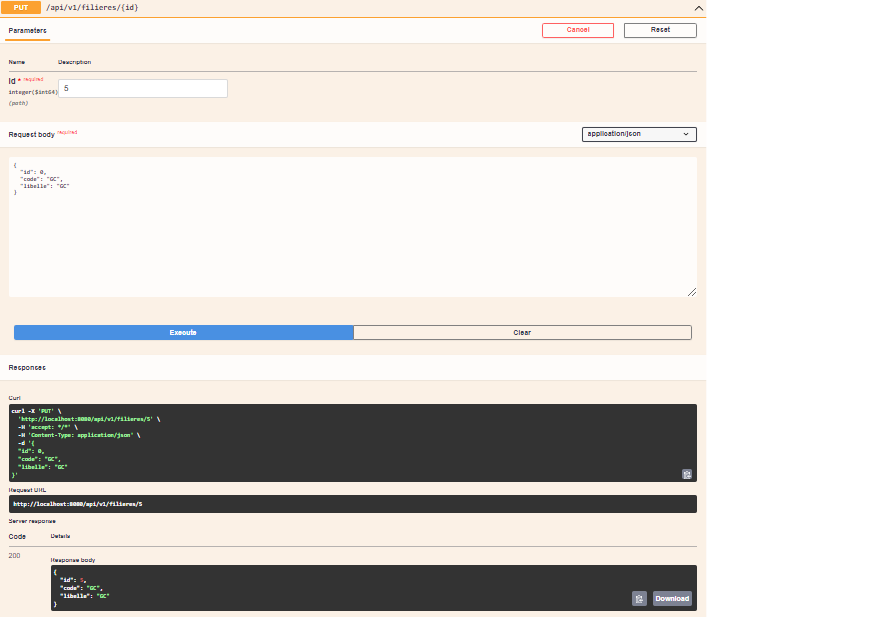 PUT /api/v1/filieres/{id}
Parameters Cancel Reset
Name Description
id * required
integer($int64)
(path)
5
Request body required application/json
{
"id": 0,
"code": "GC",
"libelle": "GC"
}
Execute Clear
Responses
Curl
curl -X 'PUT' \
'http://localhost:8080/api/v1/filieres/5' \
-H 'accept: */*' \
-H 'Content-Type: application/json' \
-d '{
"id": 0,
"code": "GC",
"libelle": "GC"
}'
Request URL
http://localhost:8080/api/v1/filieres/5
Server response
Code Details
200
Response body
{
"id": 5,
"code": "GC",
"libelle": "GC"
}
Download